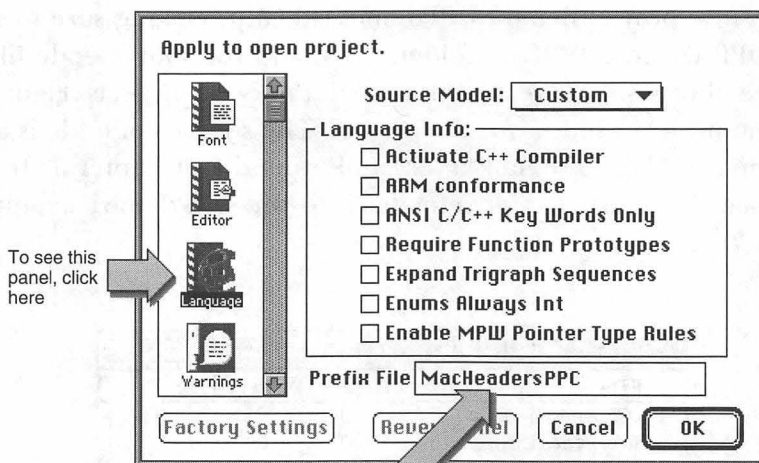 Apply to open project.
Font
Editor
Language
Warnings
To see this
panel, click
here
Source Model: Custom
Language Info:
Activate C++ Compiler
ARM conformance
ANSI C/C++ Key Words Only
Require Function Prototypes
Expand Trigraph Sequences
Enums Always Int
Enable MPW Pointer Type Rules
Prefix File MacHeadersPPC
Factory Settings
Cancel
OK